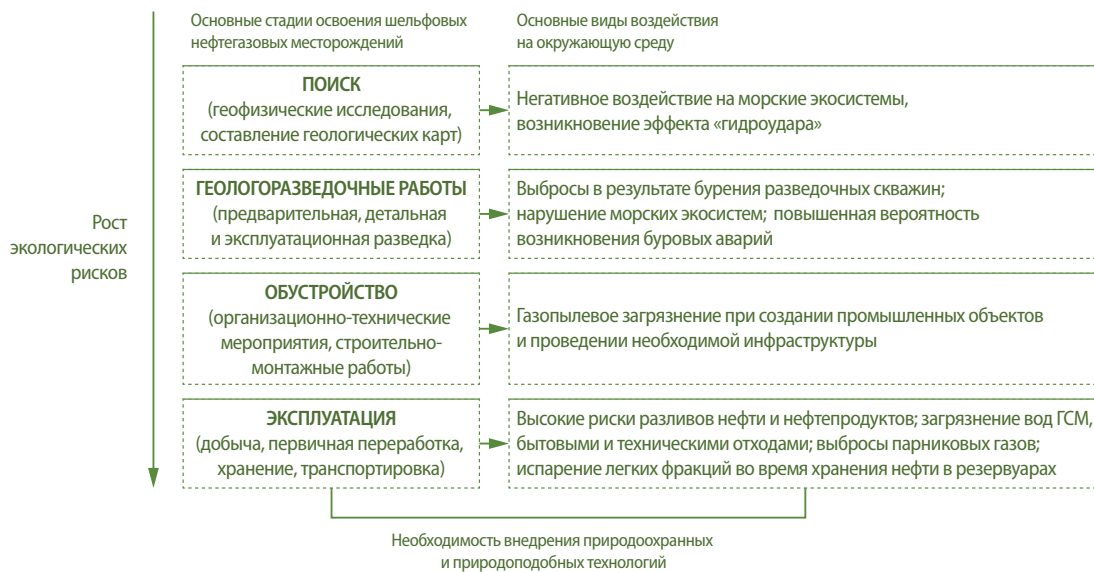 Основные стадии освоения шельфовых
нефтегазовых месторождений
Основные виды воздействия
на окружающую среду
Рост
экологических
рисков
ПОИСК
(геофизические исследования,
составление геологических карт)
Негативное воздействие на морские экосистемы,
возникновение эффекта «гидроудара»
ГЕОЛОГОРАЗВЕДОЧНЫЕ РАБОТЫ
(предварительная, детальная
и эксплуатационная разведка)
Выбросы в результате бурения разведочных скважин;
нарушение морских экосистем; повышенная вероятность
возникновения буровых аварий
ОБУСТРОЙСТВО
(организационно-технические
мероприятия, строительно-
монтажные работы)
Газопылевое загрязнение при создании промышленных объектов
и проведении необходимой инфраструктуры
ЭКСПЛУАТАЦИЯ
(добыча, первичная переработка,
хранение, транспортировка)
Высокие риски разливов нефти и нефтепродуктов; загрязнение вод ГСМ,
бытовыми и техническими отходами; выбросы парниковых газов;
испарение легких фракций во время хранения нефти в резервуарах
Необходимость внедрения природоохранных
и природоподобных технологий